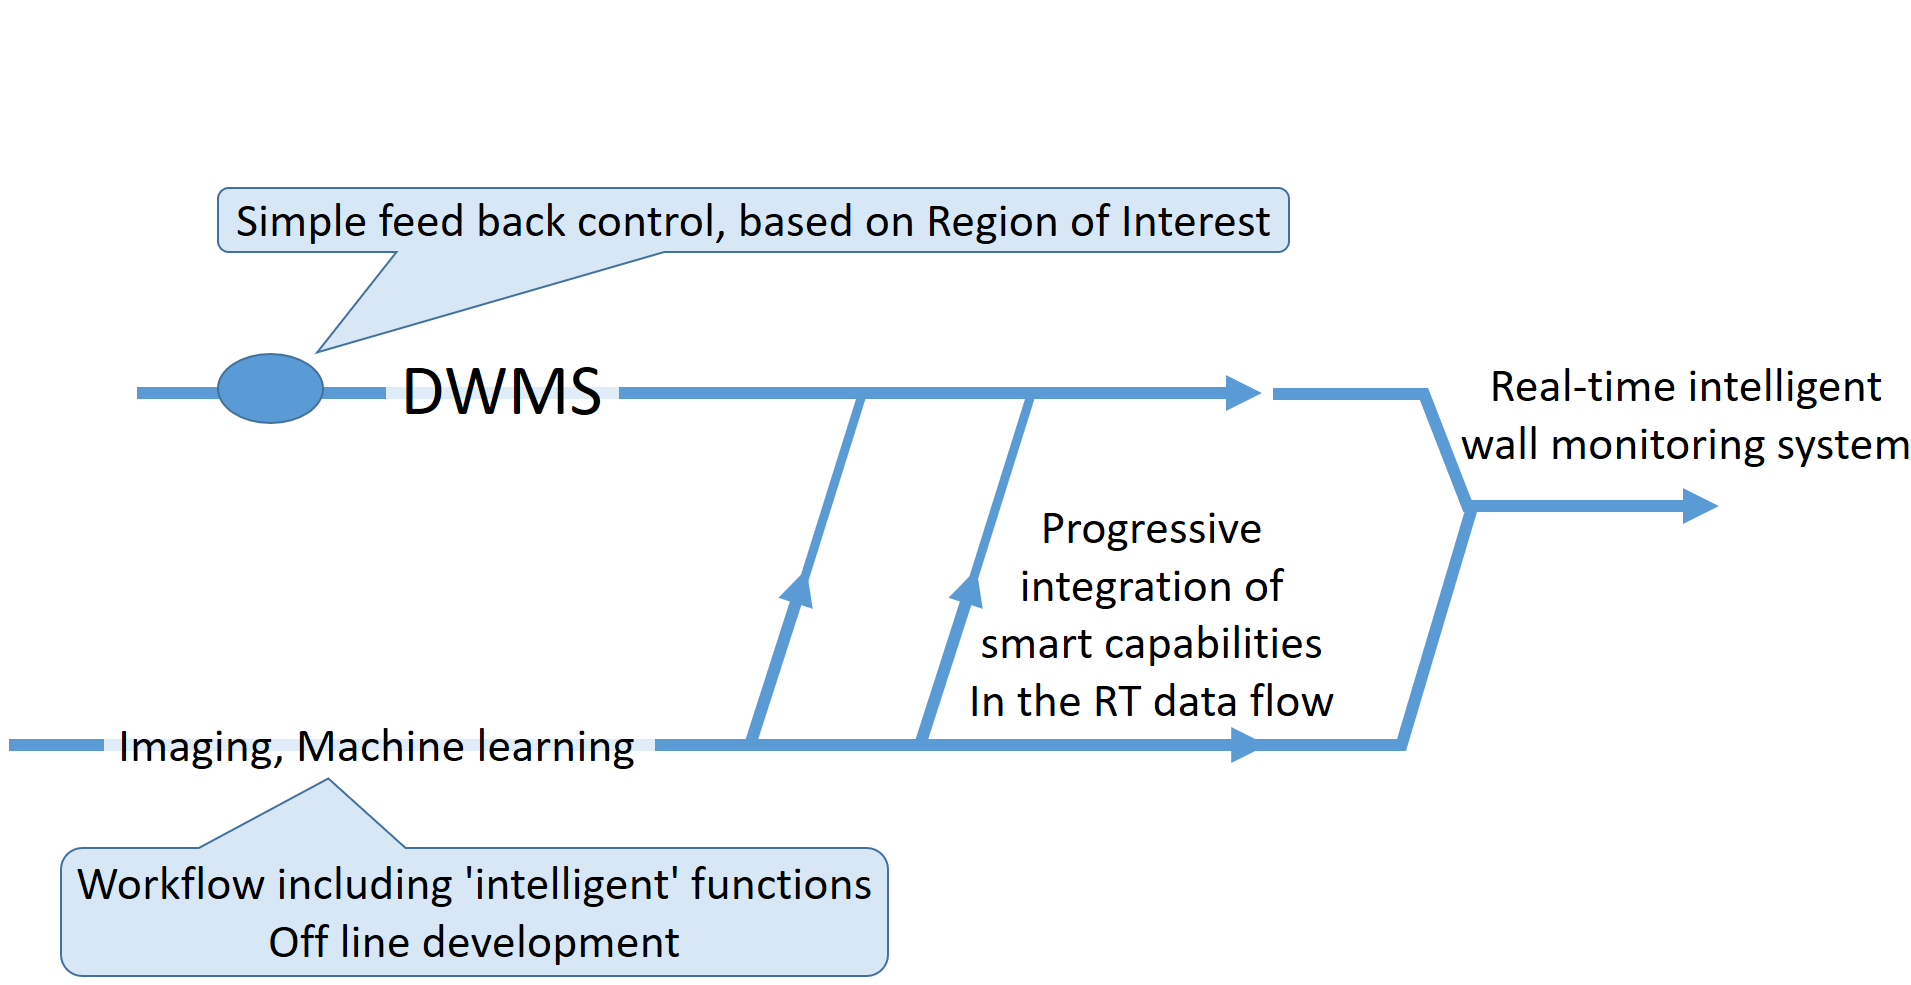 Simple feed back control, based on Region of Interest
DWMS
Real-time intelligent
wall monitoring system
Progressive
integration of
smart capabilities
In the RT data flow
Imaging, Machine learning
Workflow including 'intelligent' functions
Off line development